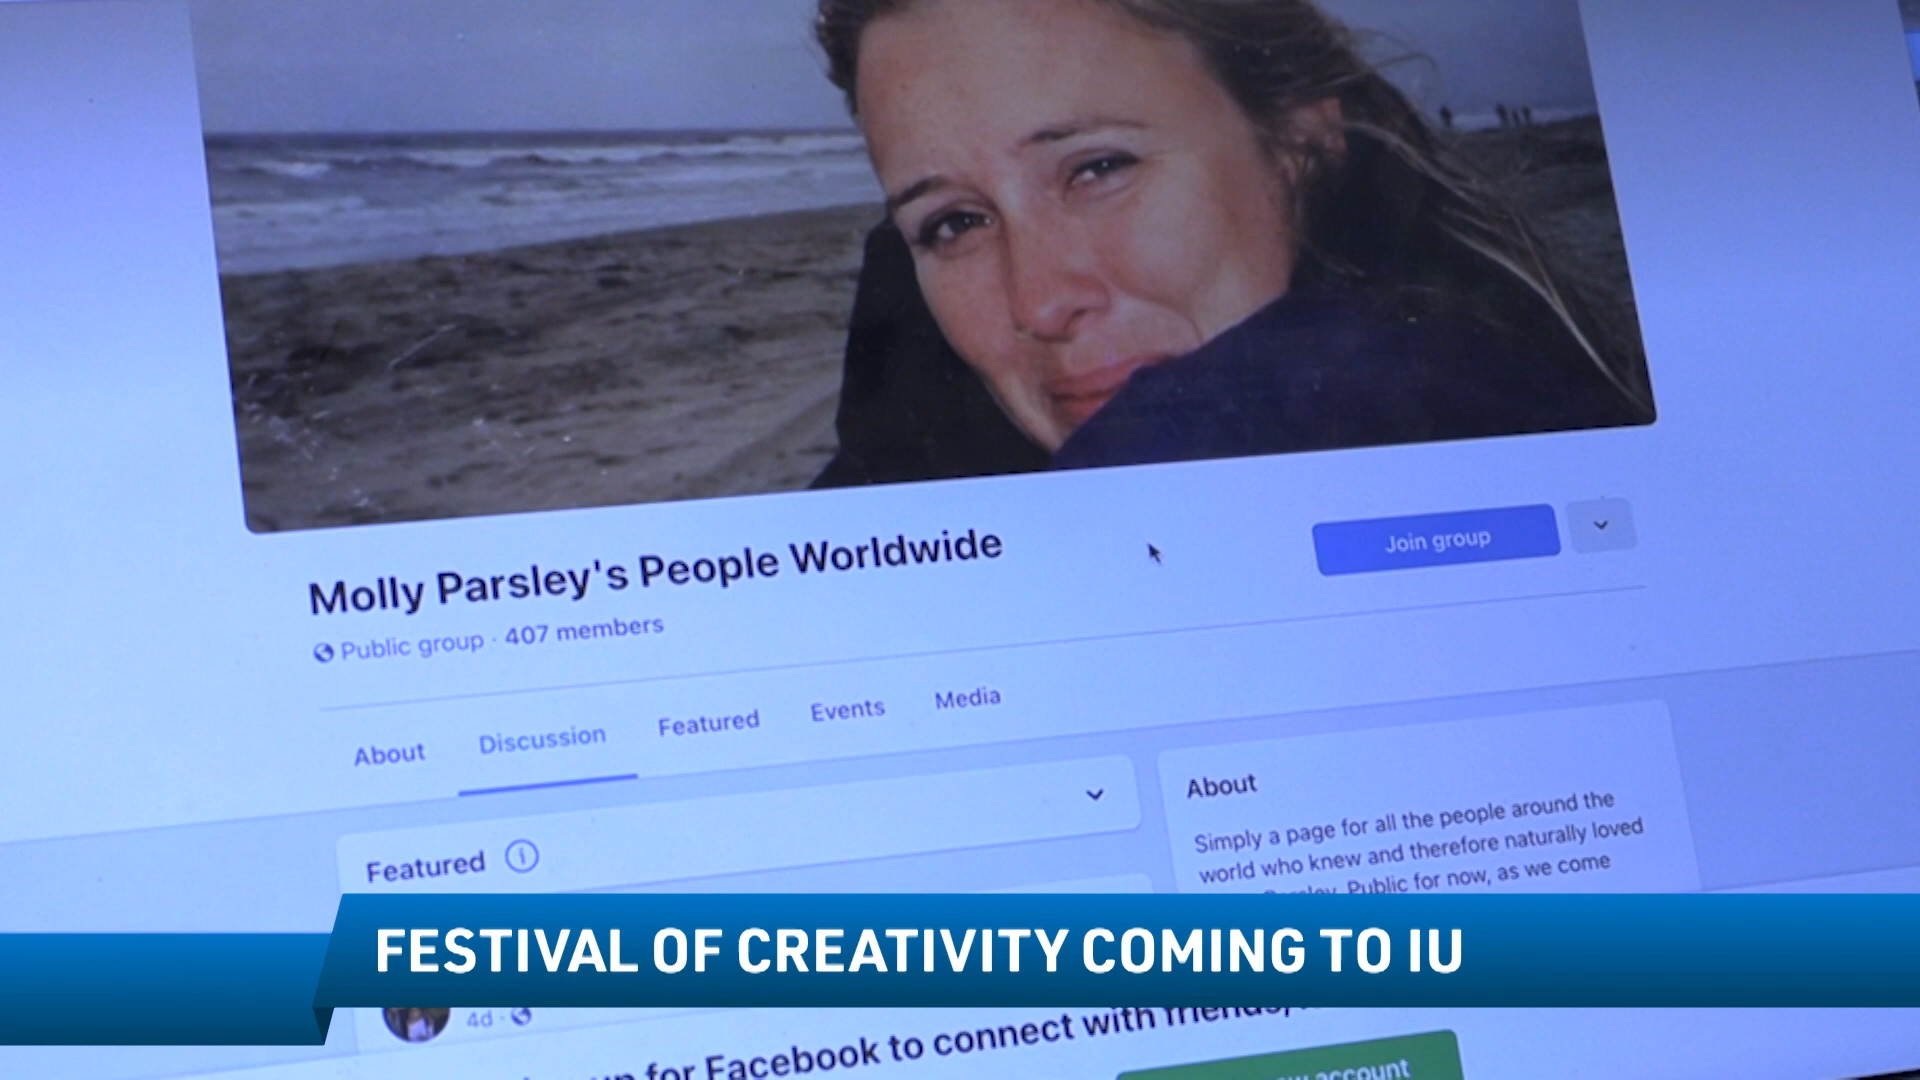 Molly Parsley's People Worldwide
Join group
Public group · 407 members
About Discussion Featured Events Media
Featured
About
Simply a page for all the people around the
world who knew and therefore naturally loved
Public for now, as we come
FESTIVAL OF CREATIVITY COMING TO IU
4d ·
for Facebook to connect with friends,
account